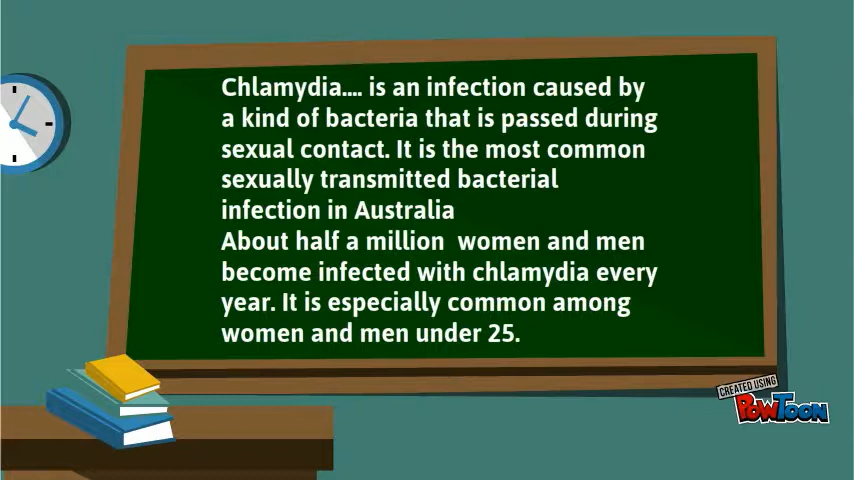 Chlamydia.... is an infection caused by
a kind of bacteria that is passed during
sexual contact. It is the most common
sexually transmitted bacterial
infection in Australia
About half a million  women and men
become infected with chlamydia every
year. It is especially common among
women and men under 25.
CREATED USING
POWTOON